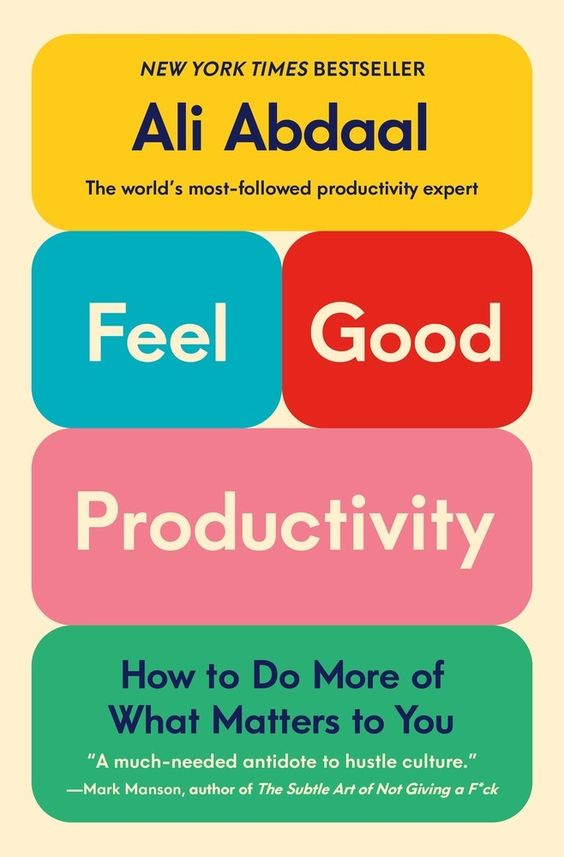 NEW YORK TIMES BESTSELLER
Ali Abdaal
The world's most-followed productivity expert
Feel Good
Productivity
How to Do More of
What Matters to You
“A much-needed antidote to hustle culture.”
—Mark Manson, author of The Subtle Art of Not Giving a F*ck